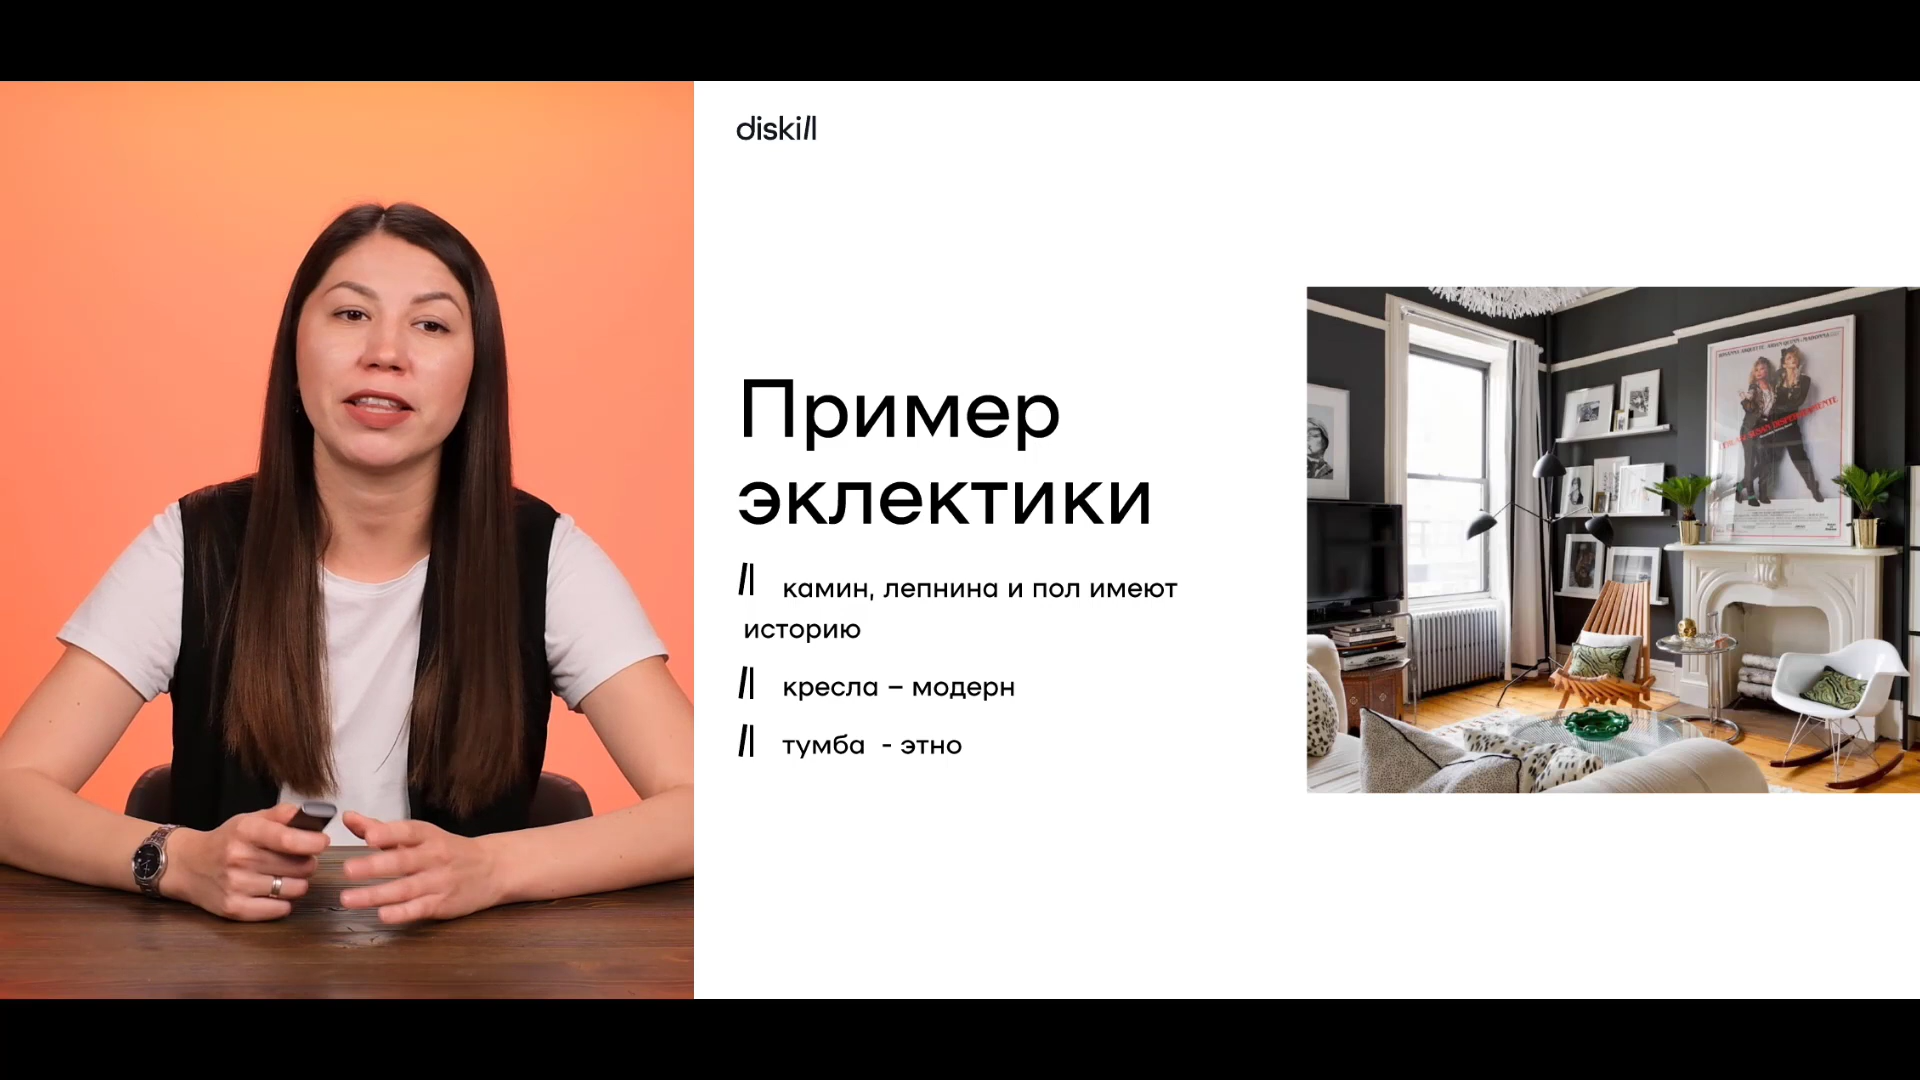 diskill
Пример
эклектики
камин, лепнина и пол имеют
историю
кресла – модерн
тумба - этно